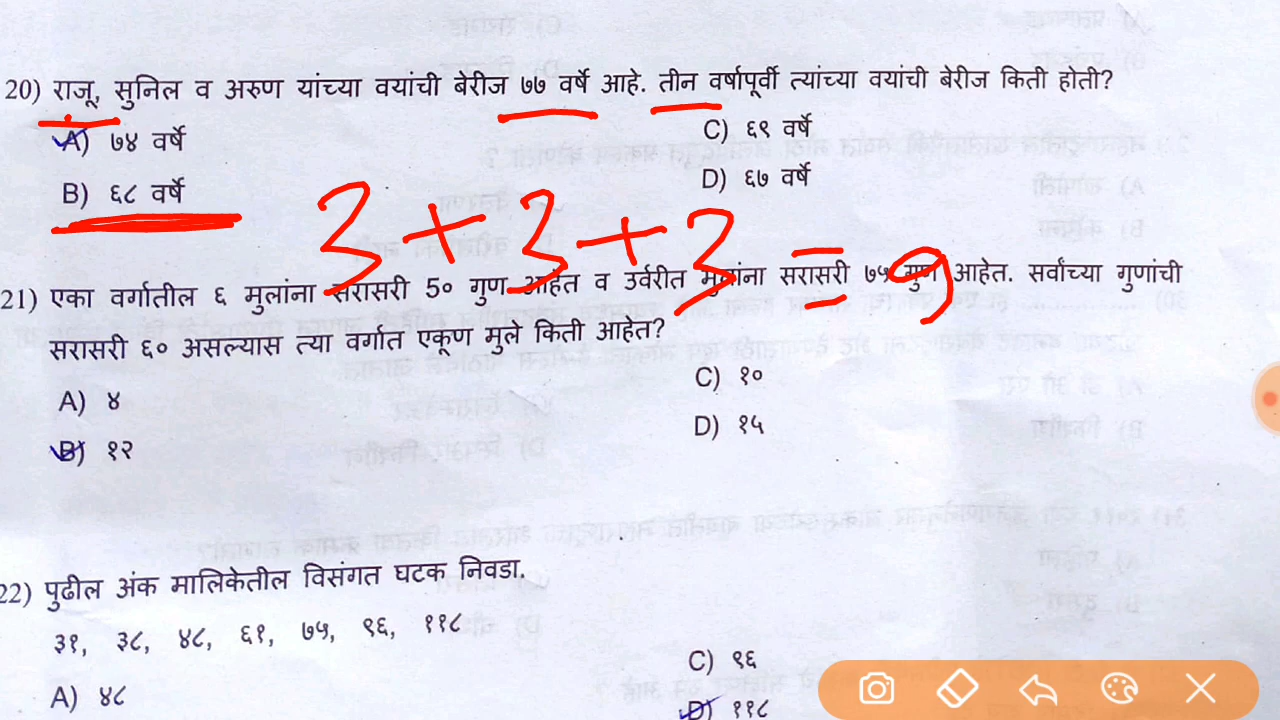 20) राजू, सुनिल व अरुण यांच्या वयांची बेरीज ७७ वर्षे आहे. तीन वर्षापूर्वी त्यांच्या वयांची बेरीज किती होती?
A) ७४ वर्षे
C) ६९ वर्षे
B) ६८ वर्षे
D) ६७ वर्षे
3 + 3 + 3 = 9
21) एका वर्गातील ६ मुलांना सरासरी 5० गुण आहेत व उर्वरीत मुलांना सरासरी ७५ गुण आहेत. सर्वांच्या गुणांची
सरासरी ६० असल्यास त्या वर्गात एकूण मुले किती आहेत?
A) ४
C) १०
B) १२
D) १५
22) पुढील अंक मालिकेतील विसंगत घटक निवडा.
३१, ३८, ४८, ६१, ७५, ९६, ११८
C) ९६
A) ४८
D) ११८